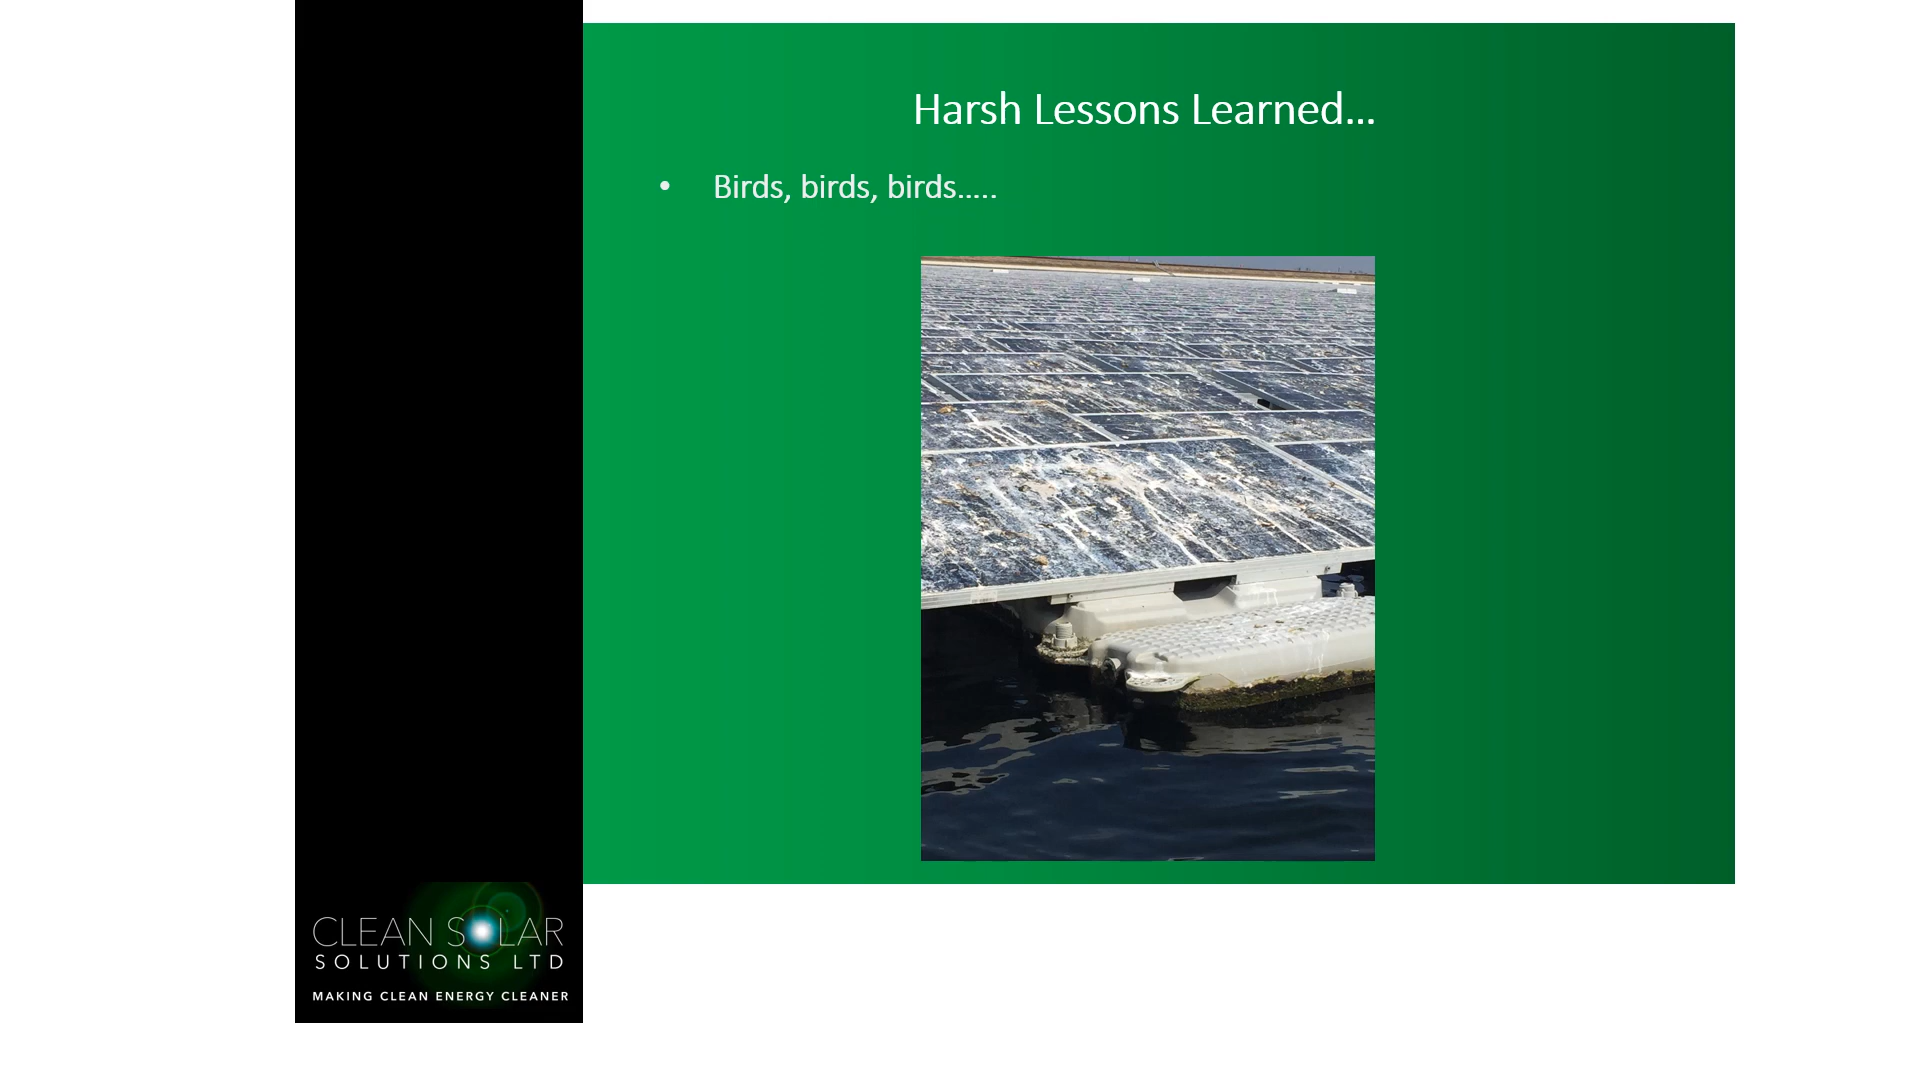 Harsh Lessons Learned...
• Birds, birds, birds.....
CLEAN SOLAR
SOLUTIONS LTD
MAKING CLEAN ENERGY CLEANER